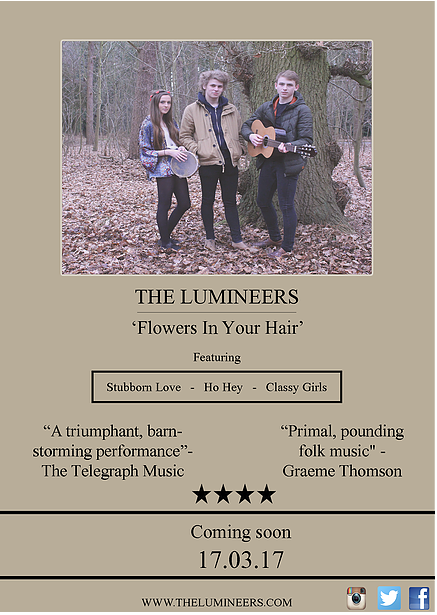 THE LUMINEERS
‘Flowers In Your Hair’
Featuring
Stubborn Love - Ho Hey - Classy Girls
“A triumphant, barn-
storming performance”-
The Telegraph Music
“Primal, pounding
folk music" -
Graeme Thomson
Coming soon
17.03.17
WWW.THELUMINEERS.COM